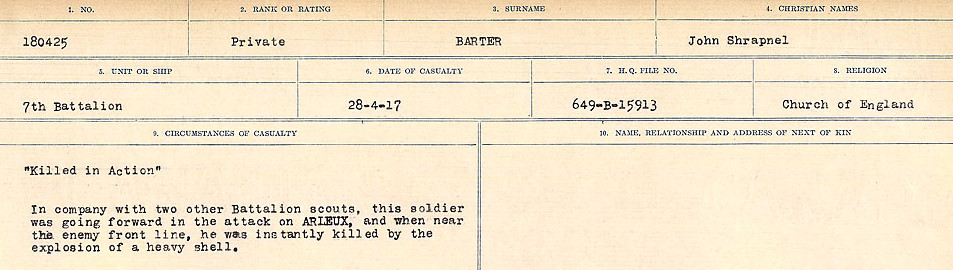 1. NO. 2. RANK OR RATING 3. SURNAME 4. CHRISTIAN NAMES
180425 Private BARTER John Shrapnel
5. UNIT OR SHIP 6. DATE OF CASUALTY 7. H.Q. FILE NO. 8. RELIGION
7th Battalion 28-4-17 649-B-15913 Church of England
9. CIRCUMSTANCES OF CASUALTY 10. NAME, RELATIONSHIP AND ADDRESS OF NEXT OF KIN
"Killed in Action"
In company with two other Battalion scouts, this soldier
was going forward in the attack on ARLEUX, and when near
the enemy front line, he was instantly killed by the
explosion of a heavy shell.